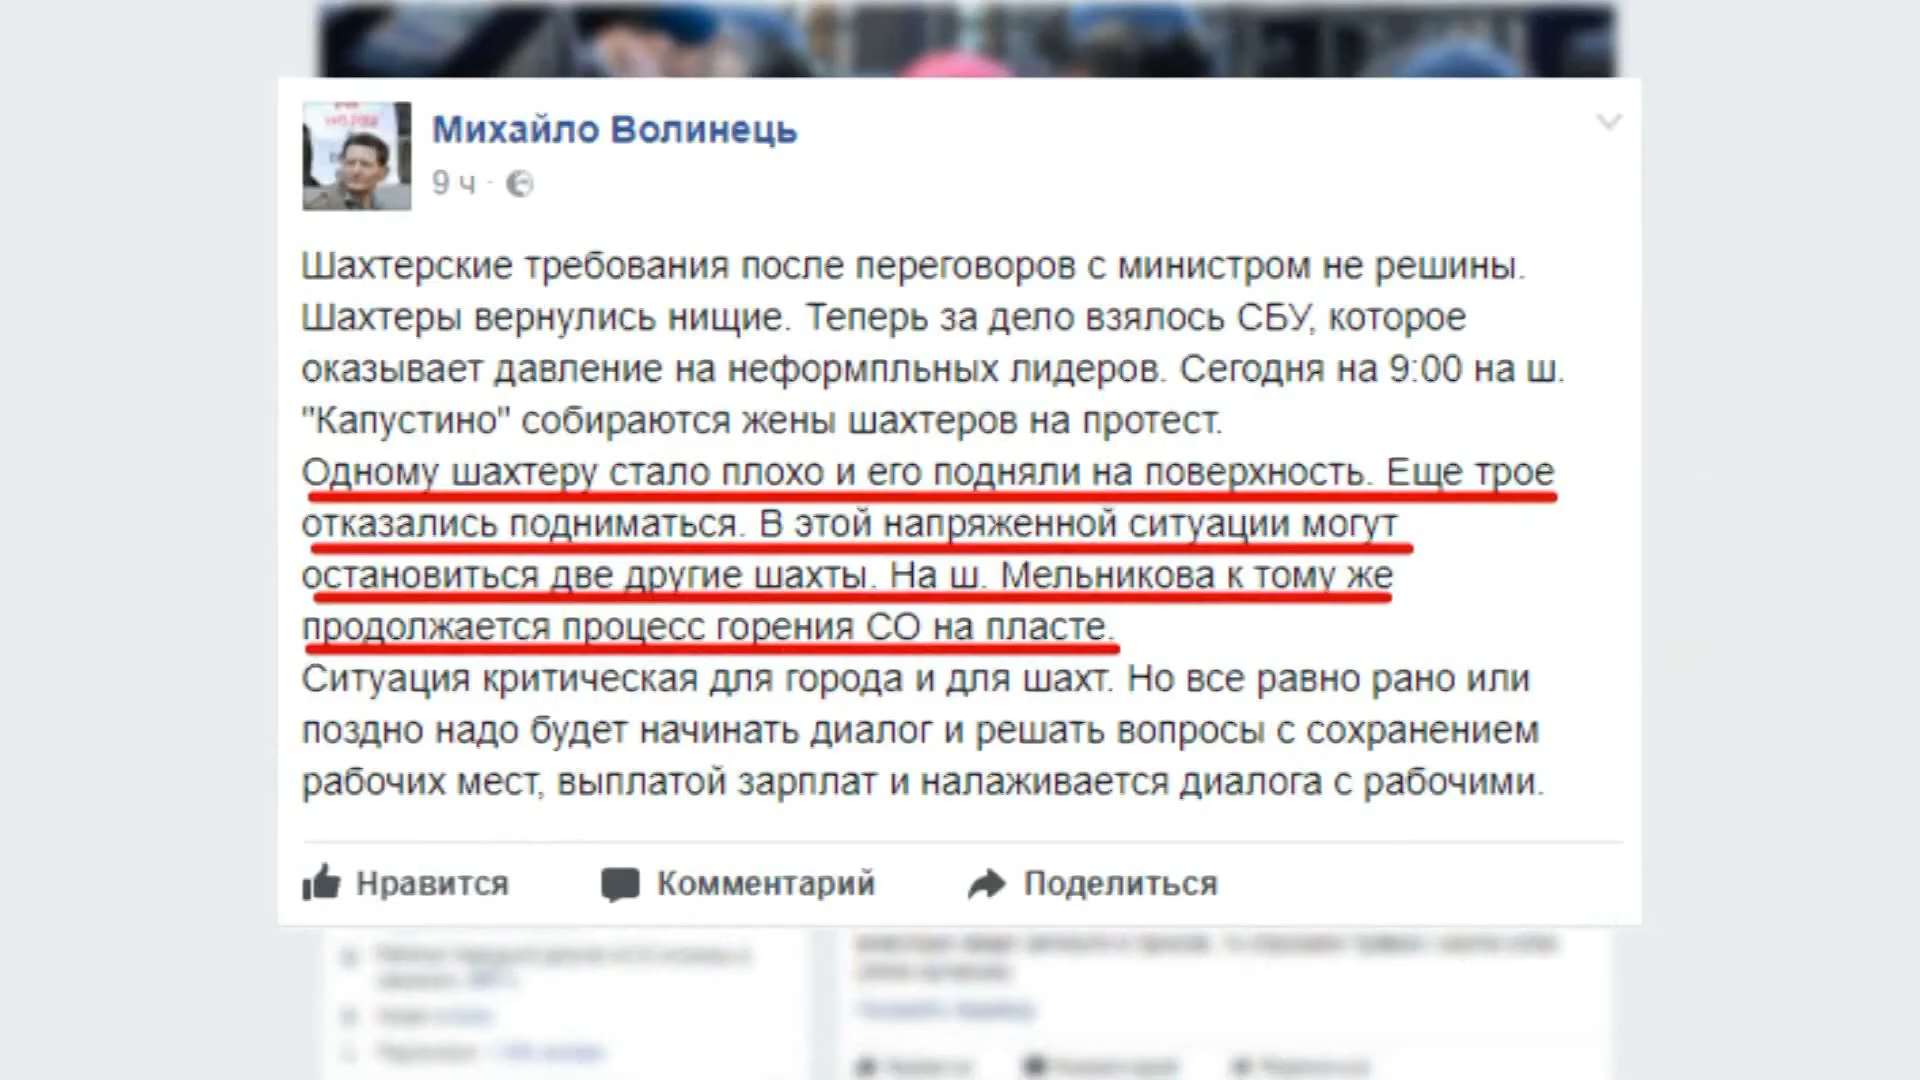 Михайло Волинець
9 ч ·
Шахтерские требования после переговоров с министром не решины.
Шахтеры вернулись нищие. Теперь за дело взялось СБУ, которое
оказывает давление на неформпльных лидеров. Сегодня на 9:00 на ш.
"Капустино" собираются жены шахтеров на протест.
Одному шахтеру стало плохо и его подняли на поверхность. Еще трое
отказались подниматься. В этой напряженной ситуации могут
остановиться две другие шахты. На ш. Мельникова к тому же
продолжается процесс горения СО на пласте.
Ситуация критическая для города и для шахт. Но все равно рано или
поздно надо будет начинать диалог и решать вопросы с сохранением
рабочих мест, выплатой зарплат и налаживается диалога с рабочими.
Нравится Комментарий Поделиться